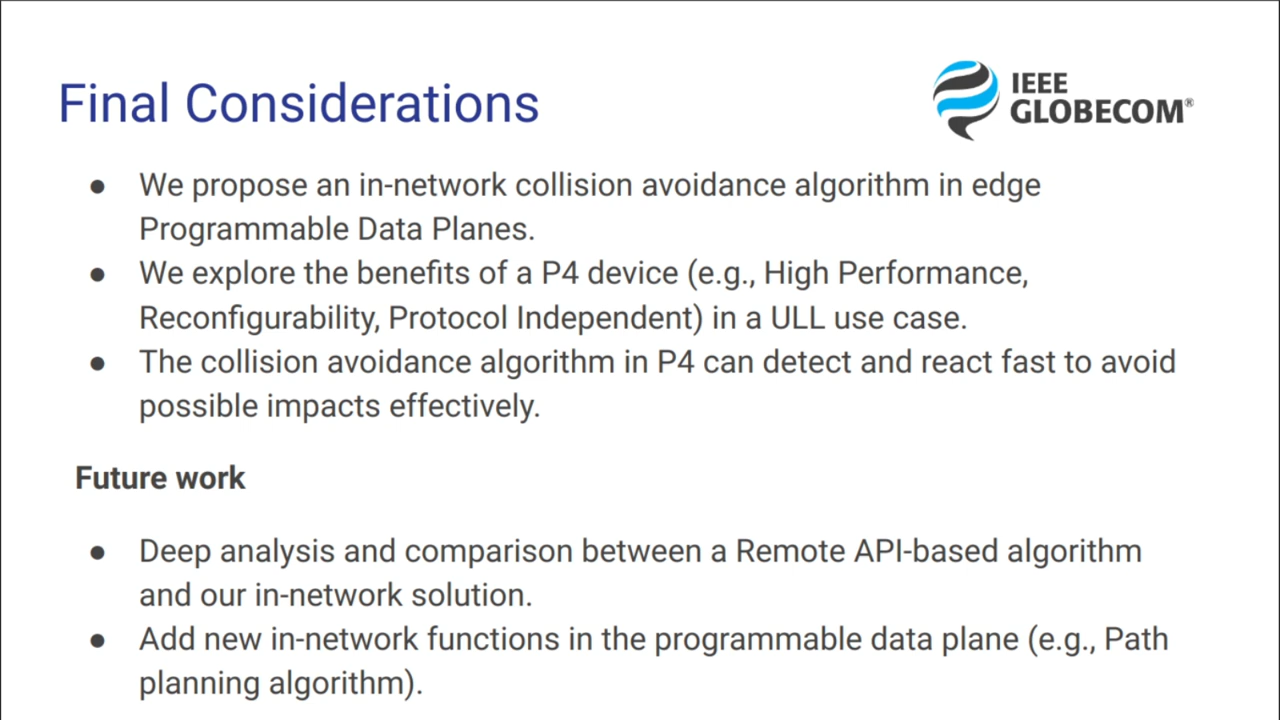 Final Considerations
IEEE
GLOBECOM®
● We propose an in-network collision avoidance algorithm in edge
Programmable Data Planes.
● We explore the benefits of a P4 device (e.g., High Performance,
Reconfigurability, Protocol Independent) in a ULL use case.
● The collision avoidance algorithm in P4 can detect and react fast to avoid
possible impacts effectively.
Future work
● Deep analysis and comparison between a Remote API-based algorithm
and our in-network solution.
● Add new in-network functions in the programmable data plane (e.g., Path
planning algorithm).